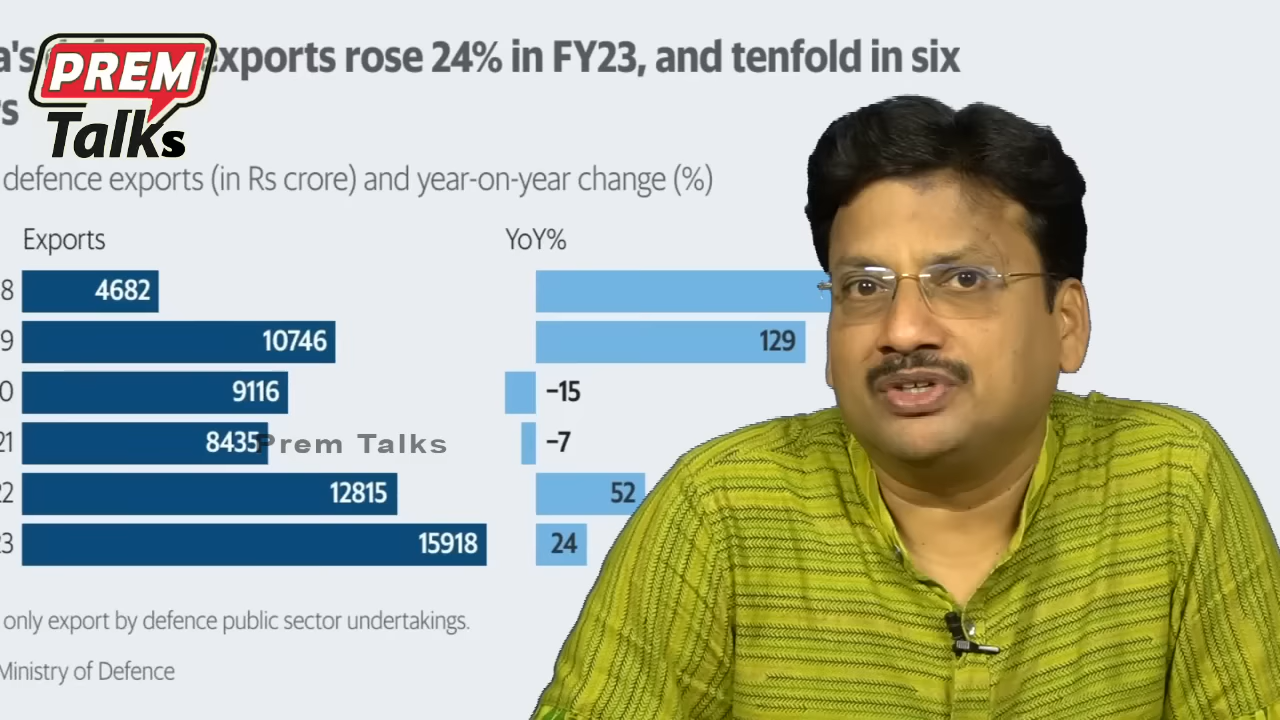 a's exports rose 24% in FY23, and tenfold in six
rs
PREM
Talks
defence exports (in Rs crore) and year-on-year change (%)
Exports YoY%
8 4682
9 10746 129
0 9116 −15
21 8435 −7
Prem Talks
22 12815 52
23 15918 24
only export by defence public sector undertakings.
Ministry of Defence